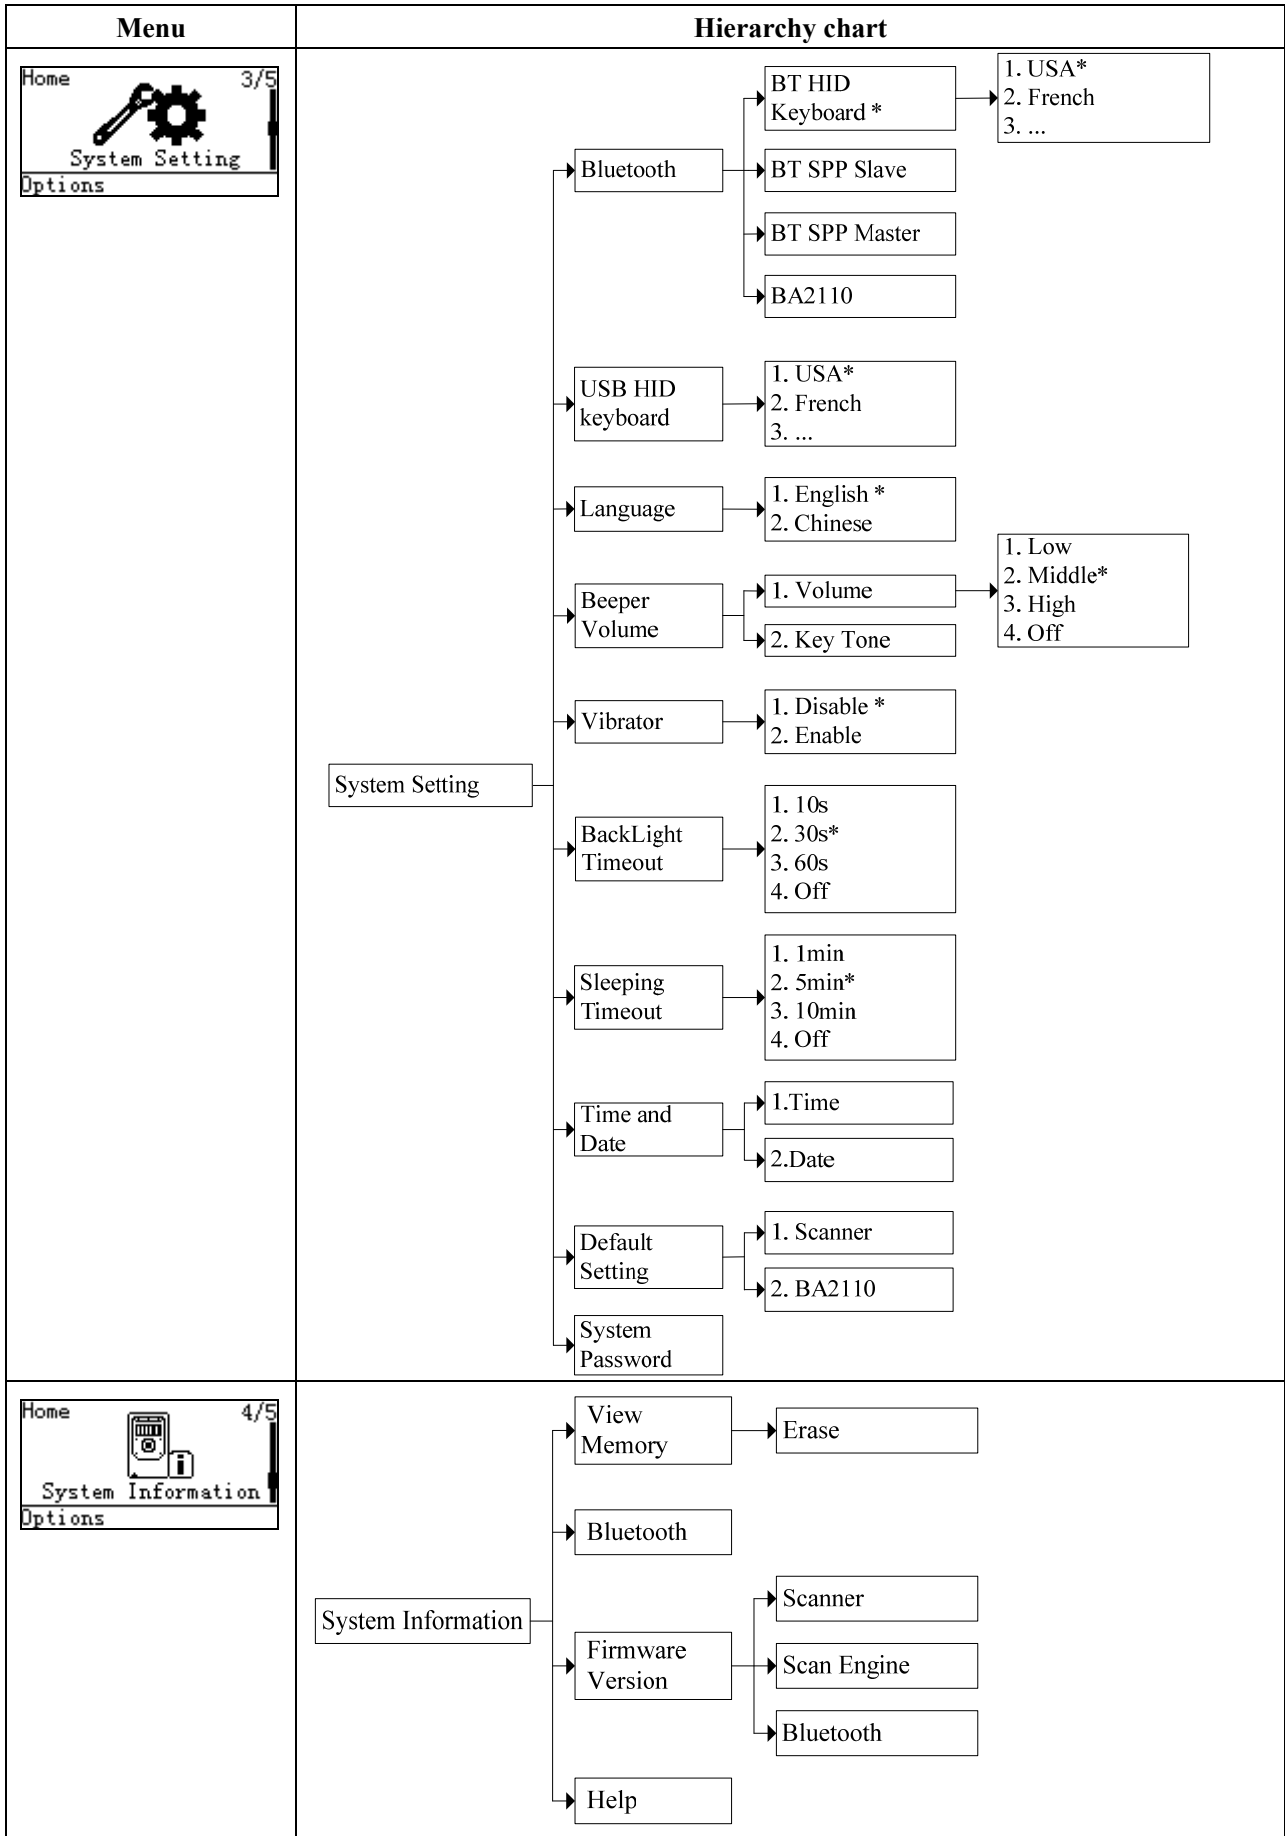 Menu
Hierarchy chart
Home 3/5
System Setting
Options
System Setting
Bluetooth
BT HID
Keyboard *
1. USA*
2. French
3. ...
BT SPP Slave
BT SPP Master
BA2110
USB HID
keyboard
1. USA*
2. French
3. ...
Language
1. English *
2. Chinese
Beeper
Volume
1. Volume
1. Low
2. Middle*
3. High
4. Off
2. Key Tone
Vibrator
1. Disable *
2. Enable
BackLight
Timeout
1. 10s
2. 30s*
3. 60s
4. Off
Sleeping
Timeout
1. 1min
2. 5min*
3. 10min
4. Off
Time and
Date
1.Time
2.Date
Default
Setting
1. Scanner
2. BA2110
System
Password
Home 4/5
System Information
Options
System Information
View
Memory
Erase
Bluetooth
Firmware
Version
Scanner
Scan Engine
Bluetooth
Help